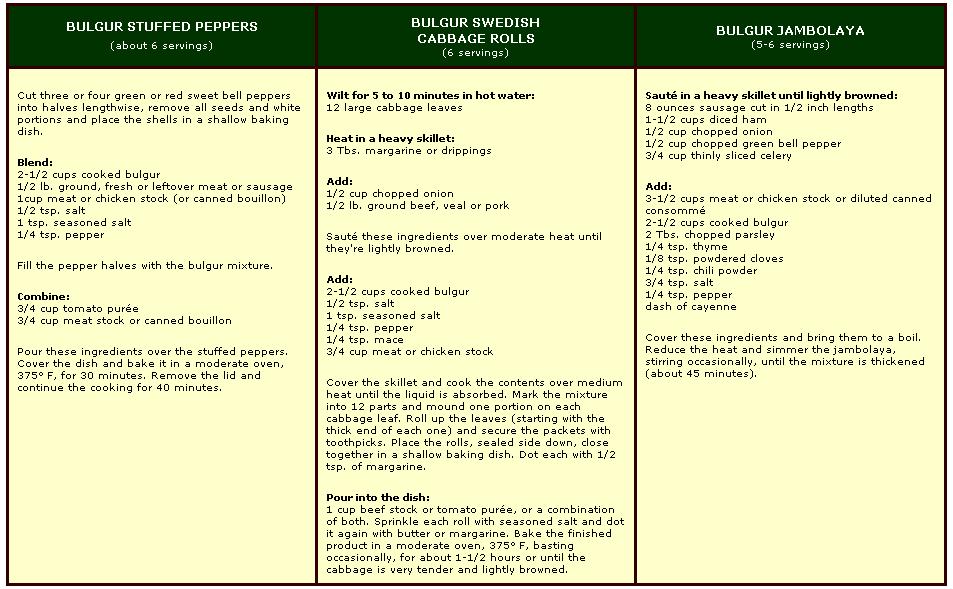 BULGUR STUFFED PEPPERS
(about 6 servings)
Cut three or four green or red sweet bell peppers
into halves lengthwise, remove all seeds and white
portions and place the shells in a shallow baking
dish.
Blend:
2-1/2 cups cooked bulgur
1/2 lb. ground, fresh or leftover meat or sausage
1cup meat or chicken stock (or canned bouillon)
1/2 tsp. salt
1 tsp. seasoned salt
1/4 tsp. pepper
Fill the pepper halves with the bulgur mixture.
Combine:
3/4 cup tomato purée
3/4 cup meat stock or canned bouillon
Pour these ingredients over the stuffed peppers.
Cover the dish and bake it in a moderate oven,
375° F, for 30 minutes. Remove the lid and
continue the cooking for 40 minutes.
BULGUR SWEDISH
CABBAGE ROLLS
(6 servings)
Wilt for 5 to 10 minutes in hot water:
12 large cabbage leaves
Heat in a heavy skillet:
3 Tbs. margarine or drippings
Add:
1/2 cup chopped onion
1/2 lb. ground beef, veal or pork
Sauté these ingredients over moderate heat until
they're lightly browned.
Add:
2-1/2 cups cooked bulgur
1/2 tsp. salt
1 tsp. seasoned salt
1/4 tsp. pepper
1/4 tsp. mace
3/4 cup meat or chicken stock
Cover the skillet and cook the contents over medium
heat until the liquid is absorbed. Mark the mixture
into 12 parts and mound one portion on each
cabbage leaf. Roll up the leaves (starting with the
thick end of each one) and secure the packets with
toothpicks. Place the rolls, sealed side down, close
together in a shallow baking dish. Dot each with 1/2
tsp. of margarine.
Pour into the dish:
1 cup beef stock or tomato purée, or a combination
of both. Sprinkle each roll with seasoned salt and dot
it again with butter or margarine. Bake the finished
product in a moderate oven, 375° F, basting
occasionally, for about 1-1/2 hours or until the
cabbage is very tender and lightly browned.
BULGUR JAMBOLAYA
(5-6 servings)
Sauté in a heavy skillet until lightly browned:
8 ounces sausage cut in 1/2 inch lengths
1-1/2 cups diced ham
1/2 cup chopped onion
1/2 cup chopped green bell pepper
3/4 cup thinly sliced celery
Add:
3-1/2 cups meat or chicken stock or diluted canned
consommé
2-1/2 cups cooked bulgur
2 Tbs. chopped parsley
1/4 tsp. thyme
1/8 tsp. powdered cloves
1/4 tsp. chili powder
3/4 tsp. salt
1/4 tsp. pepper
dash of cayenne
Cover these ingredients and bring them to a boil.
Reduce the heat and simmer the jambolaya,
stirring occasionally, until the mixture is thickened
(about 45 minutes).